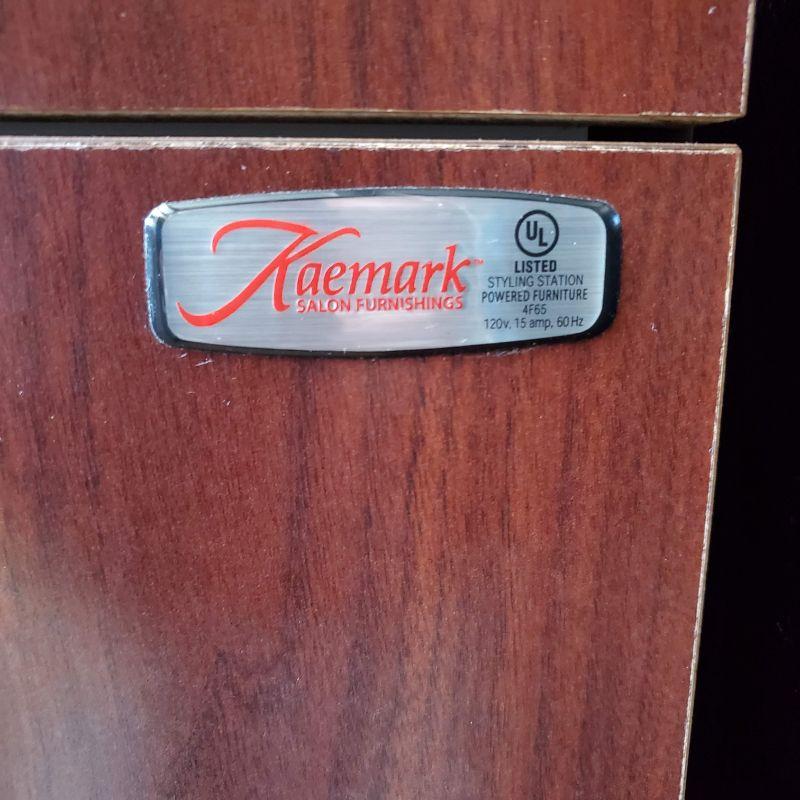 Kaemark™
SALON FURNISHINGS
UL
LISTED
STYLING STATION
POWERED FURNITURE
4F65
120v, 15 amp, 60 Hz